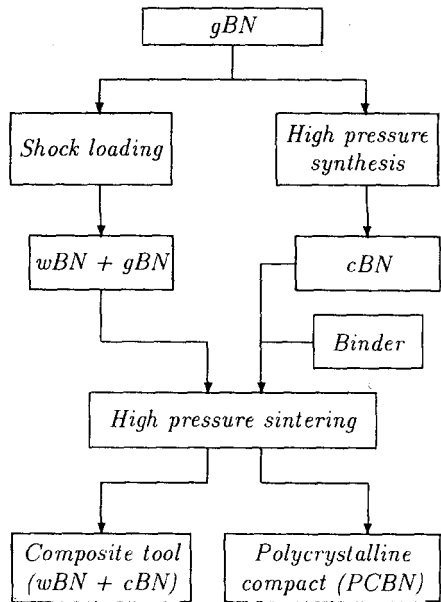 gBN
Shock loading
High pressure
synthesis
wBN + gBN
cBN
Binder
High pressure sintering
Composite tool
(wBN + cBN)
Polycrystalline
compact (PCBN)